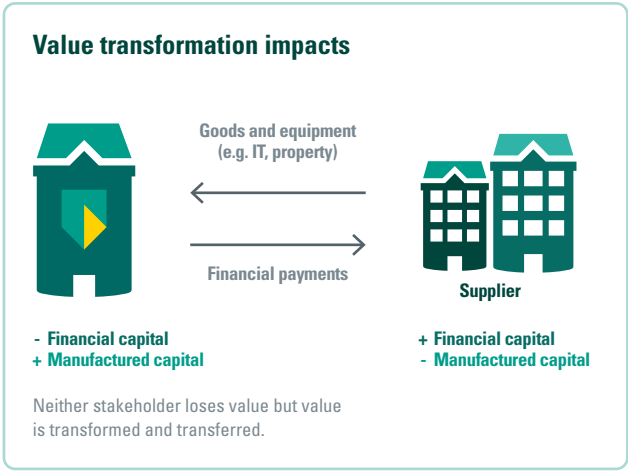 Value transformation impacts
Goods and equipment
(e.g. IT, property)
Financial payments
Supplier
- Financial capital
+ Manufactured capital
+ Financial capital
- Manufactured capital
Neither stakeholder loses value but value
is transformed and transferred.